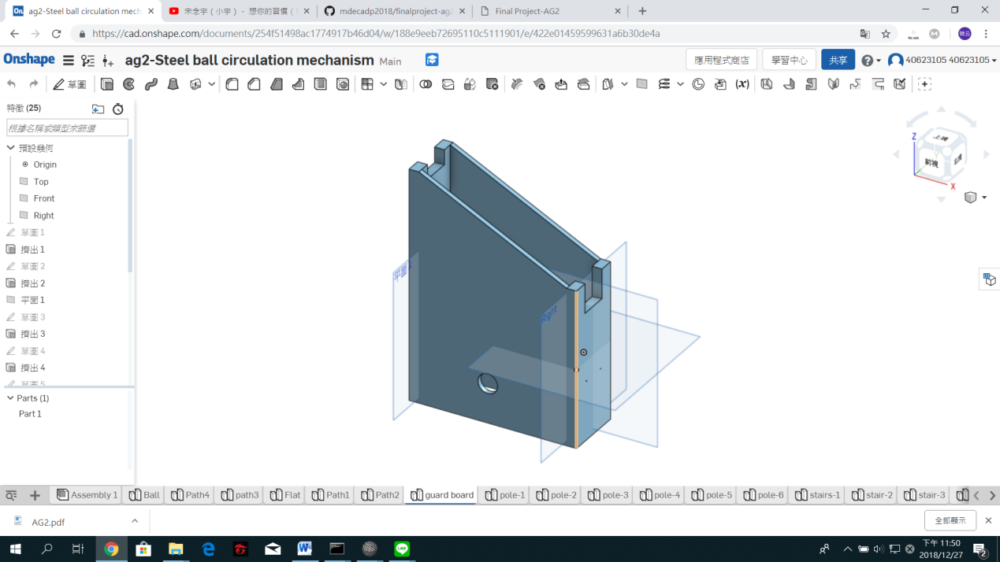 ag2-Steel ball circulation mech
宋念宇 ( 小宇 ) - 想你的習慣 (
mdecadp2018/finalproject-ag2
Final Project-AG2
https://cad.onshape.com/documents/254f51498ac1774917b46d04/w/188e9eeb72695110c5111901/e/422e01459599631a6b30de4a
微云
Onshape
ag2-Steel ball circulation mechanism Main
應用程式商店
學習中心
共享
40623105 40623105
草圖
(x)
特徵 (25)
根據名稱或類型來篩選
預設幾何
Origin
Top
Front
Right
草圖 1
擠出 1
草圖 2
擠出 2
平面 1
草圖 3
擠出 3
草圖 4
擠出 4
草圖 5
Parts (1)
Part 1
平面 1
Right
Z
上視
前視
右視
X
Assembly 1
Ball
Path4
path3
Flat
Path1
Path2
guard board
pole-1
pole-2
pole-3
pole-4
pole-5
pole-6
stairs-1
stair-2
stair-3
AG2.pdf
全部顯示
下午 11:50
2018/12/27
2